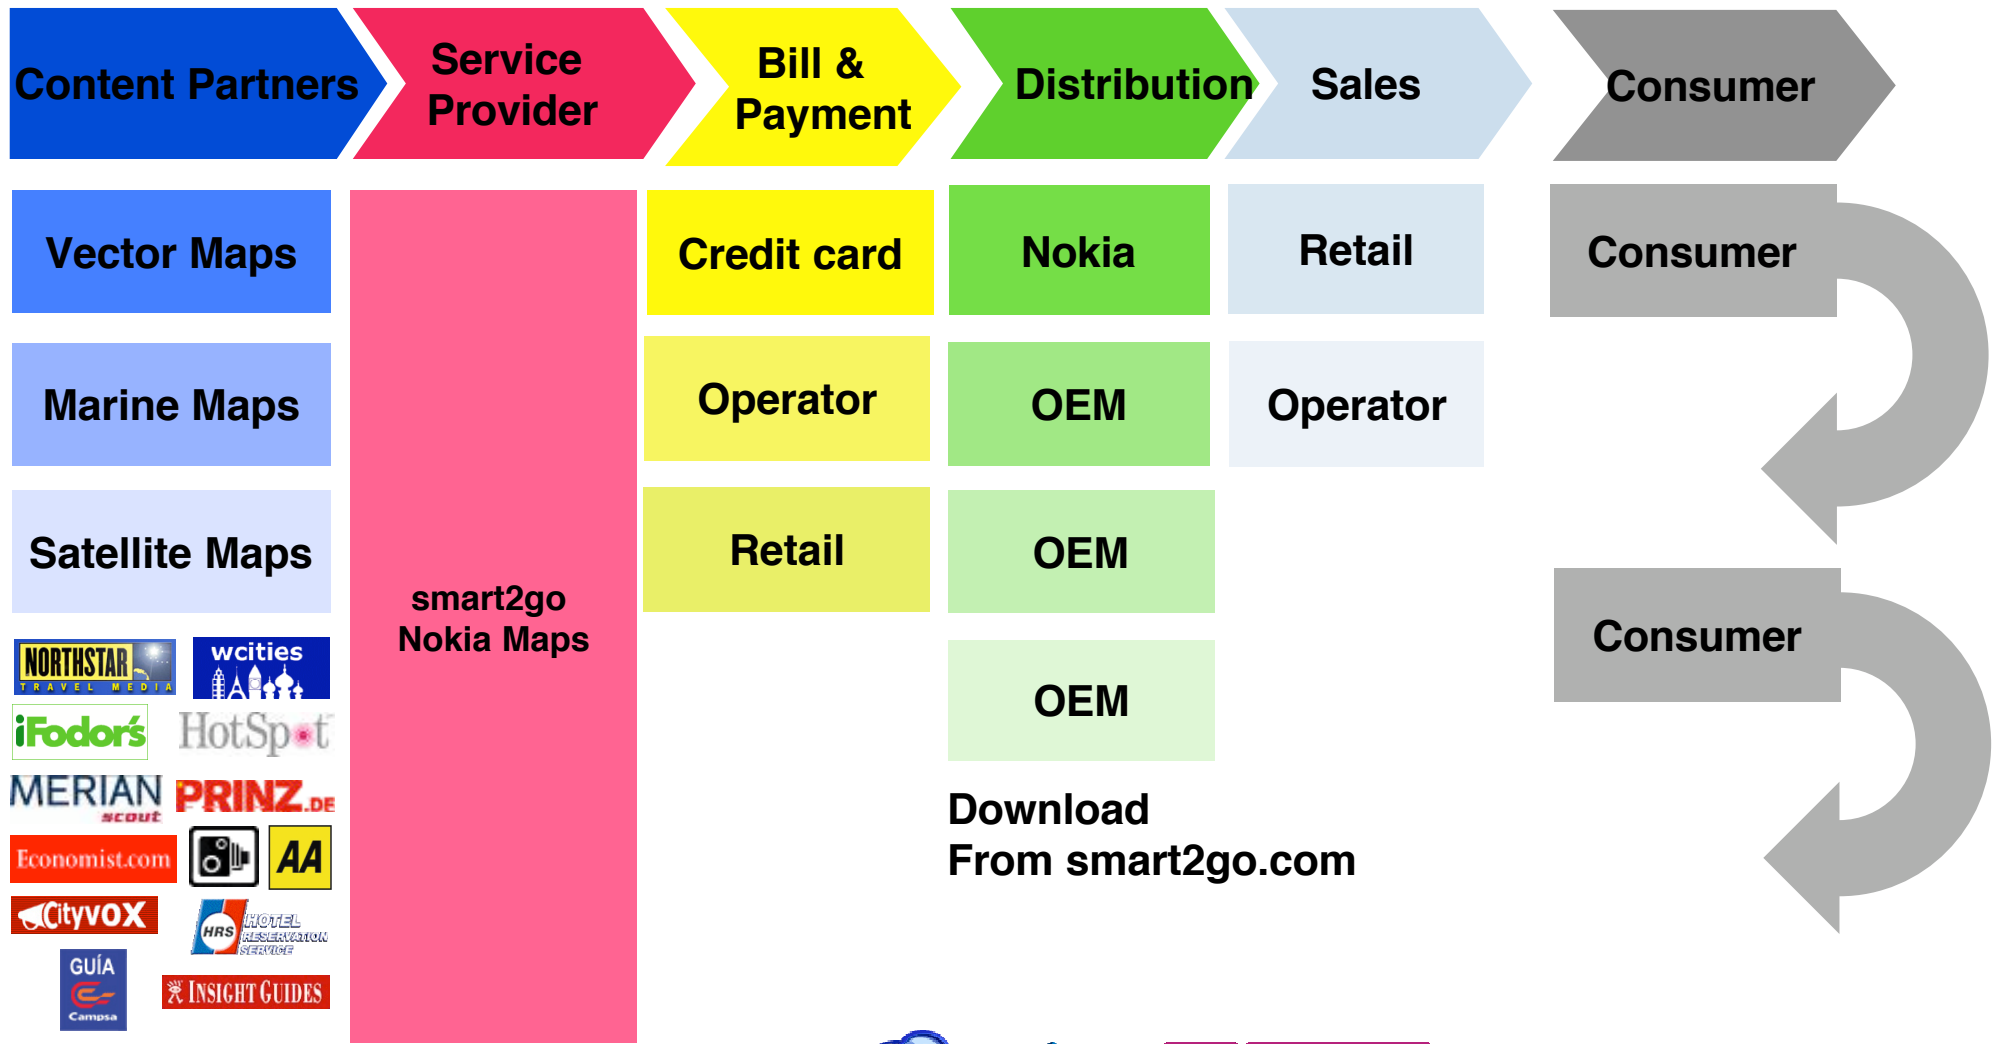 Content Partners
Service
Provider
Bill &
Payment
Distribution
Sales
Consumer
Vector Maps
Marine Maps
Satellite Maps
NORTHSTAR
TRAVEL MEDIA
wcities
iFodor's
HotSpot
MERIAN
scout
PRINZ.DE
Economist.com
AA
Cityvox
HRS
HOTEL
RESERVATION
SERVICE
GUÍA
Campsa
INSIGHT GUIDES
smart2go
Nokia Maps
Credit card
Operator
Retail
Nokia
OEM
OEM
OEM
Download
From smart2go.com
Retail
Operator
Consumer
Consumer